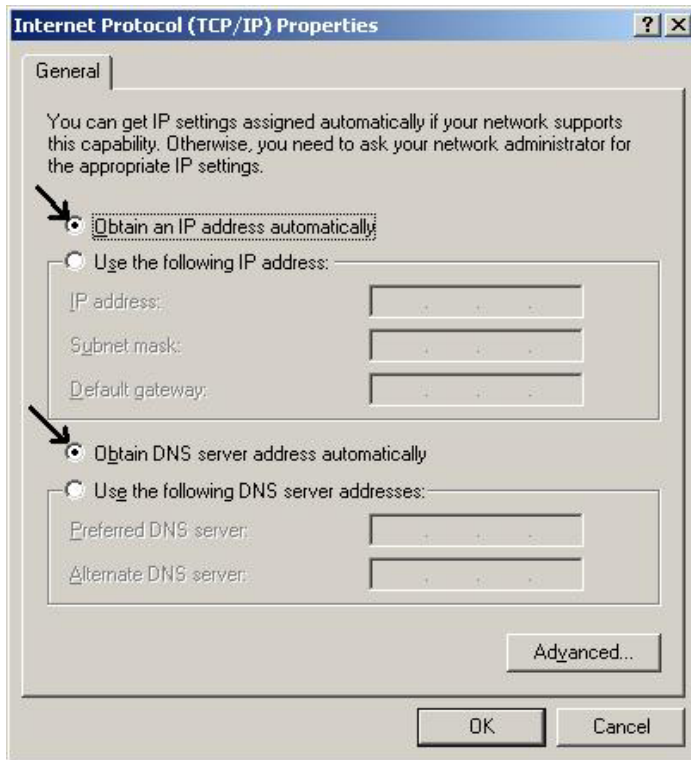 Internet Protocol (TCP/IP) Properties
General
You can get IP settings assigned automatically if your network supports
this capability. Otherwise, you need to ask your network administrator for
the appropriate IP settings.
Obtain an IP address automatically
Use the following IP address:
IP address:
Subnet mask:
Default gateway:
Obtain DNS server address automatically
Use the following DNS server addresses:
Preferred DNS server:
Alternate DNS server:
Advanced...
OK Cancel